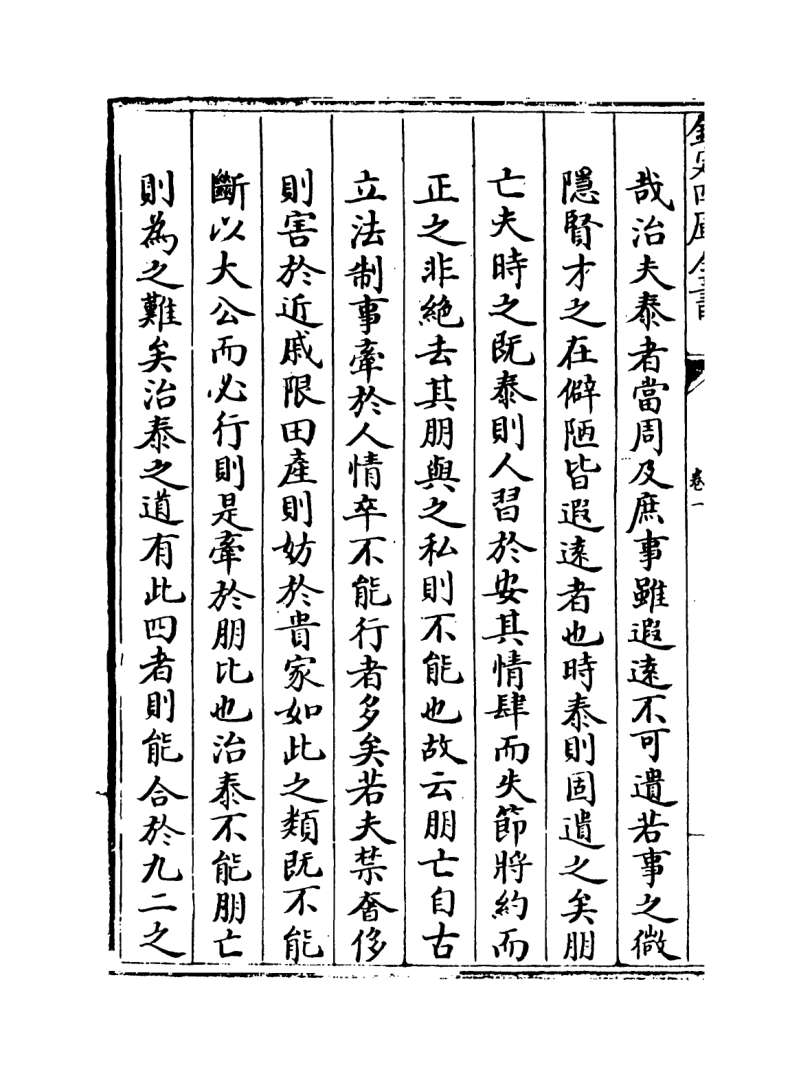 欽定四庫全書
卷一
哉治夫泰者當周及庶事雖遐遠不可遺若事之微
隱賢才之在僻陋皆遐遠者也時泰則固遺之矣朋
亡夫時之既泰則人習於安其情肆而失節將約而
正之非絕去其朋與之私則不能也故云朋亡自古
立法制事牽於人情卒不能行者多矣若夫禁奢侈
則害於近戚限田產則妨於貴家如此之類既不能
斷以大公而必行則是牽於朋比也治泰不能朋亡
則為之難矣治泰之道有此四者則能合於九二之